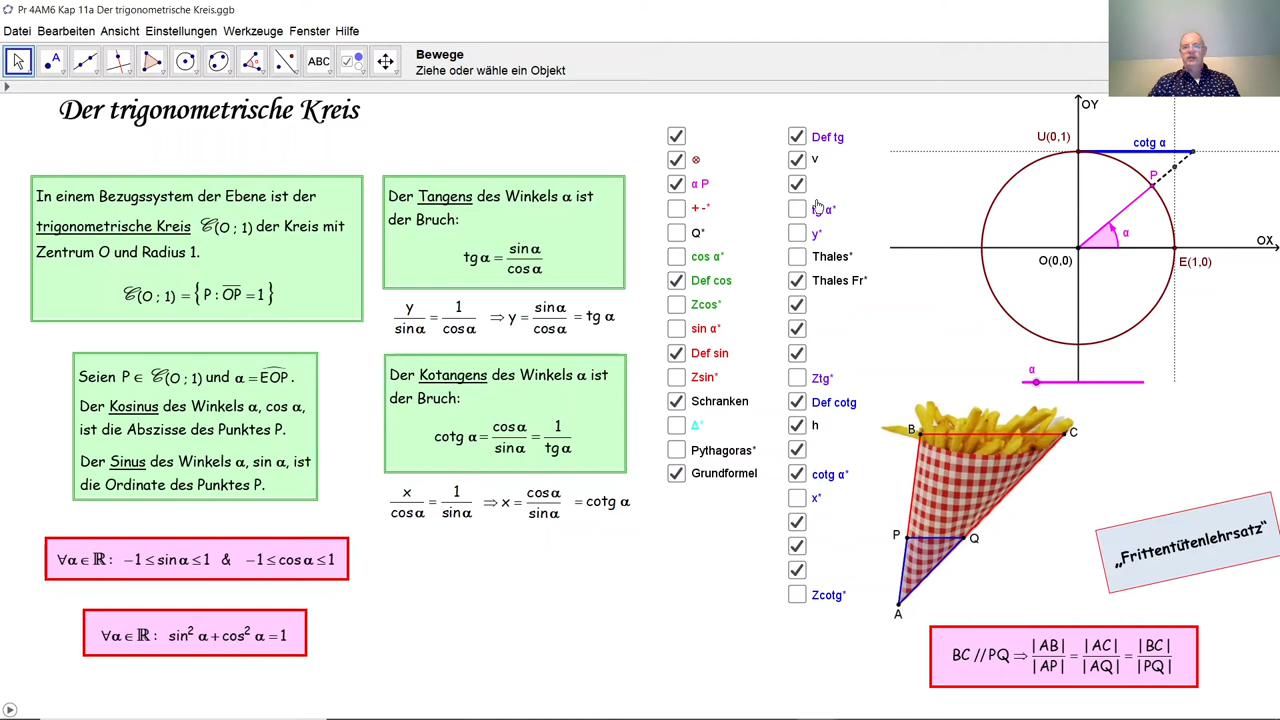 Pr 4AM6 Kap 11a Der trigonometrische Kreis.ggb
Datei Bearbeiten Ansicht Einstellungen Werkzeuge Fenster Hilfe
A
ABC
Bewege
Ziehe oder wähle ein Objekt
Der trigonometrische Kreis
In einem Bezugssystem der Ebene ist der
trigonometrische Kreis 𝒞(O ; 1) der Kreis mit
Zentrum O und Radius 1.
𝒞(O ; 1) = { P : OP = 1 }
Seien P ∈ 𝒞(O ; 1) und α = EOP .
Der Kosinus des Winkels α, cos α,
ist die Abszisse des Punktes P.
Der Sinus des Winkels α, sin α, ist
die Ordinate des Punktes P.
∀α ∈ ℝ : −1 ≤ sin α ≤ 1 & −1 ≤ cos α ≤ 1
∀α ∈ ℝ : sin² α + cos² α = 1
Der Tangens des Winkels α ist
der Bruch:
tg α = sin α / cos α
y / sin α = 1 / cos α ⇒ y = sin α / cos α = tg α
Der Kotangens des Winkels α ist
der Bruch:
cotg α = cos α / sin α = 1 / tg α
x / cos α = 1 / sin α ⇒ x = cos α / sin α = cotg α
⊗
α P
+ -*
Q*
cos α*
Def cos
Zcos*
sin α*
Def sin
Zsin*
Schranken
Δ*
Pythagoras*
Grundformel
Def tg
v
tg α*
y*
Thales*
Thales Fr*
Ztg*
Def cotg
h
cotg α*
x*
Zcotg*
OY
U(0,1)
cotg α
P
α
OX
O(0,0)
E(1,0)
α
B
C
P
Q
A
„Frittentütenlehrsatz“
BC // PQ ⇒ |AB| / |AP| = |AC| / |AQ| = |BC| / |PQ|